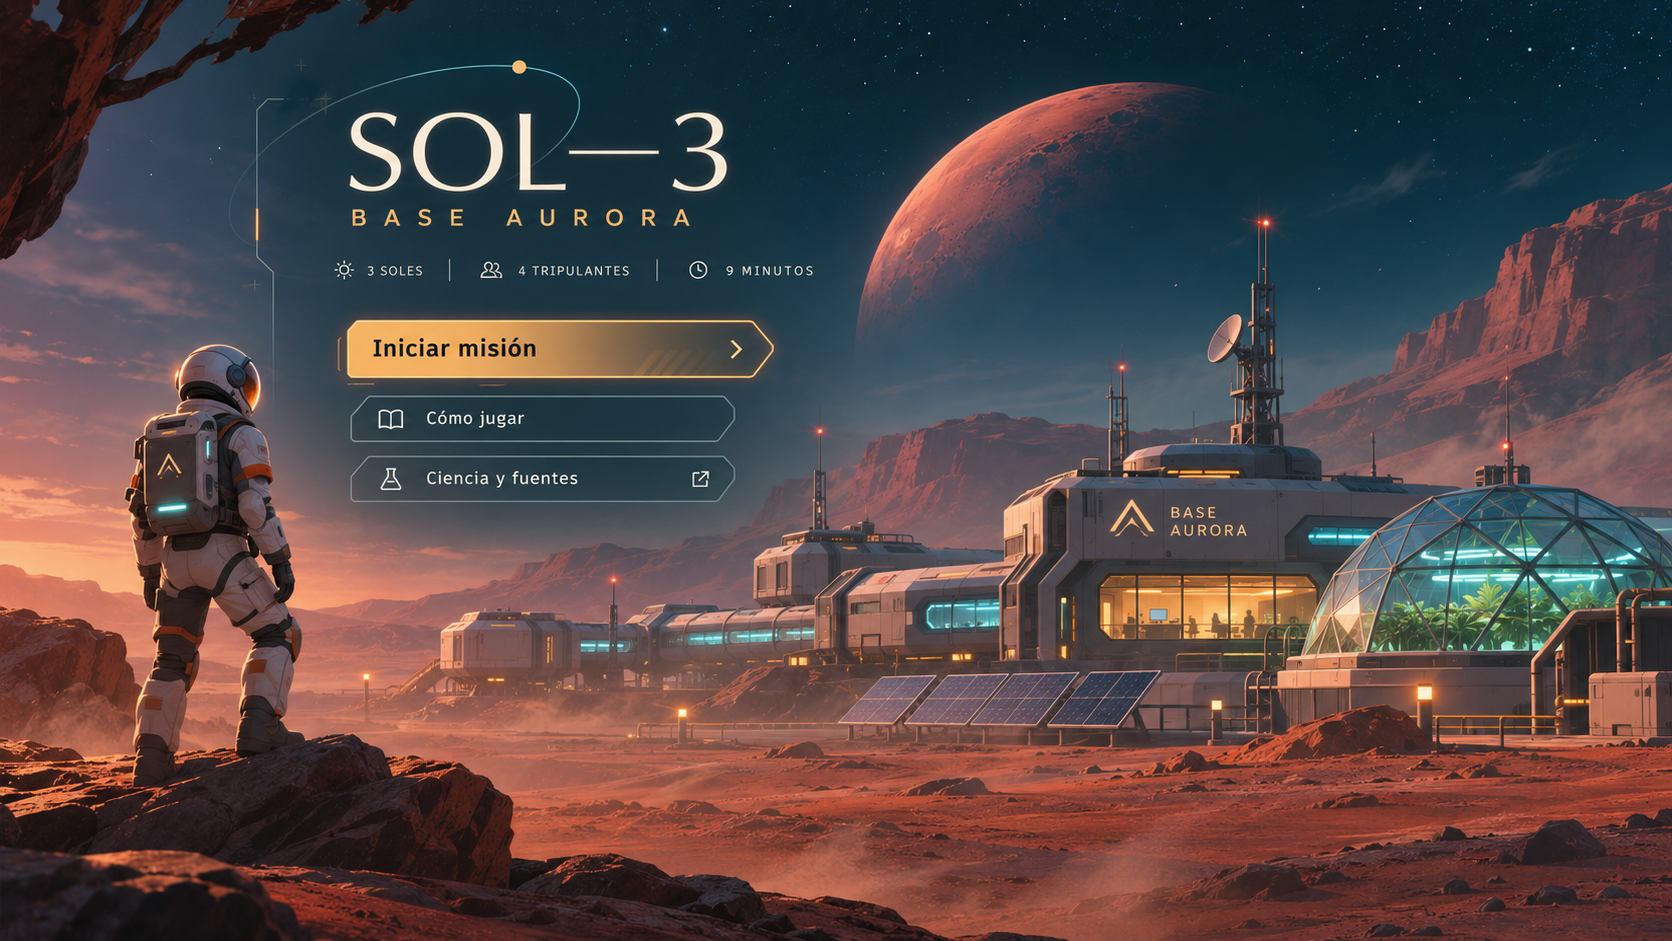 SOL—3
BASE AURORA
3 SOLES
4 TRIPULANTES
9 MINUTOS
Iniciar misión
Cómo jugar
Ciencia y fuentes
BASE
AURORA